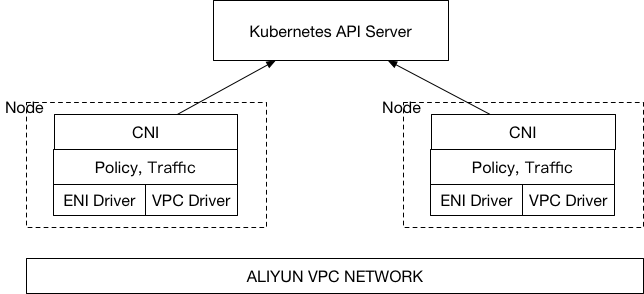 Kubernetes API Server
Node
CNI
Policy, Traffic
ENI Driver
VPC Driver
Node
CNI
Policy, Traffic
ENI Driver
VPC Driver
ALIYUN VPC NETWORK